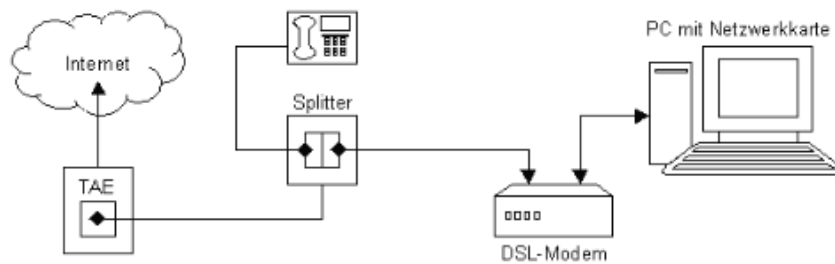 PC mit Netzwerkkarte
Internet
Splitter
TAE
DSL-Modem